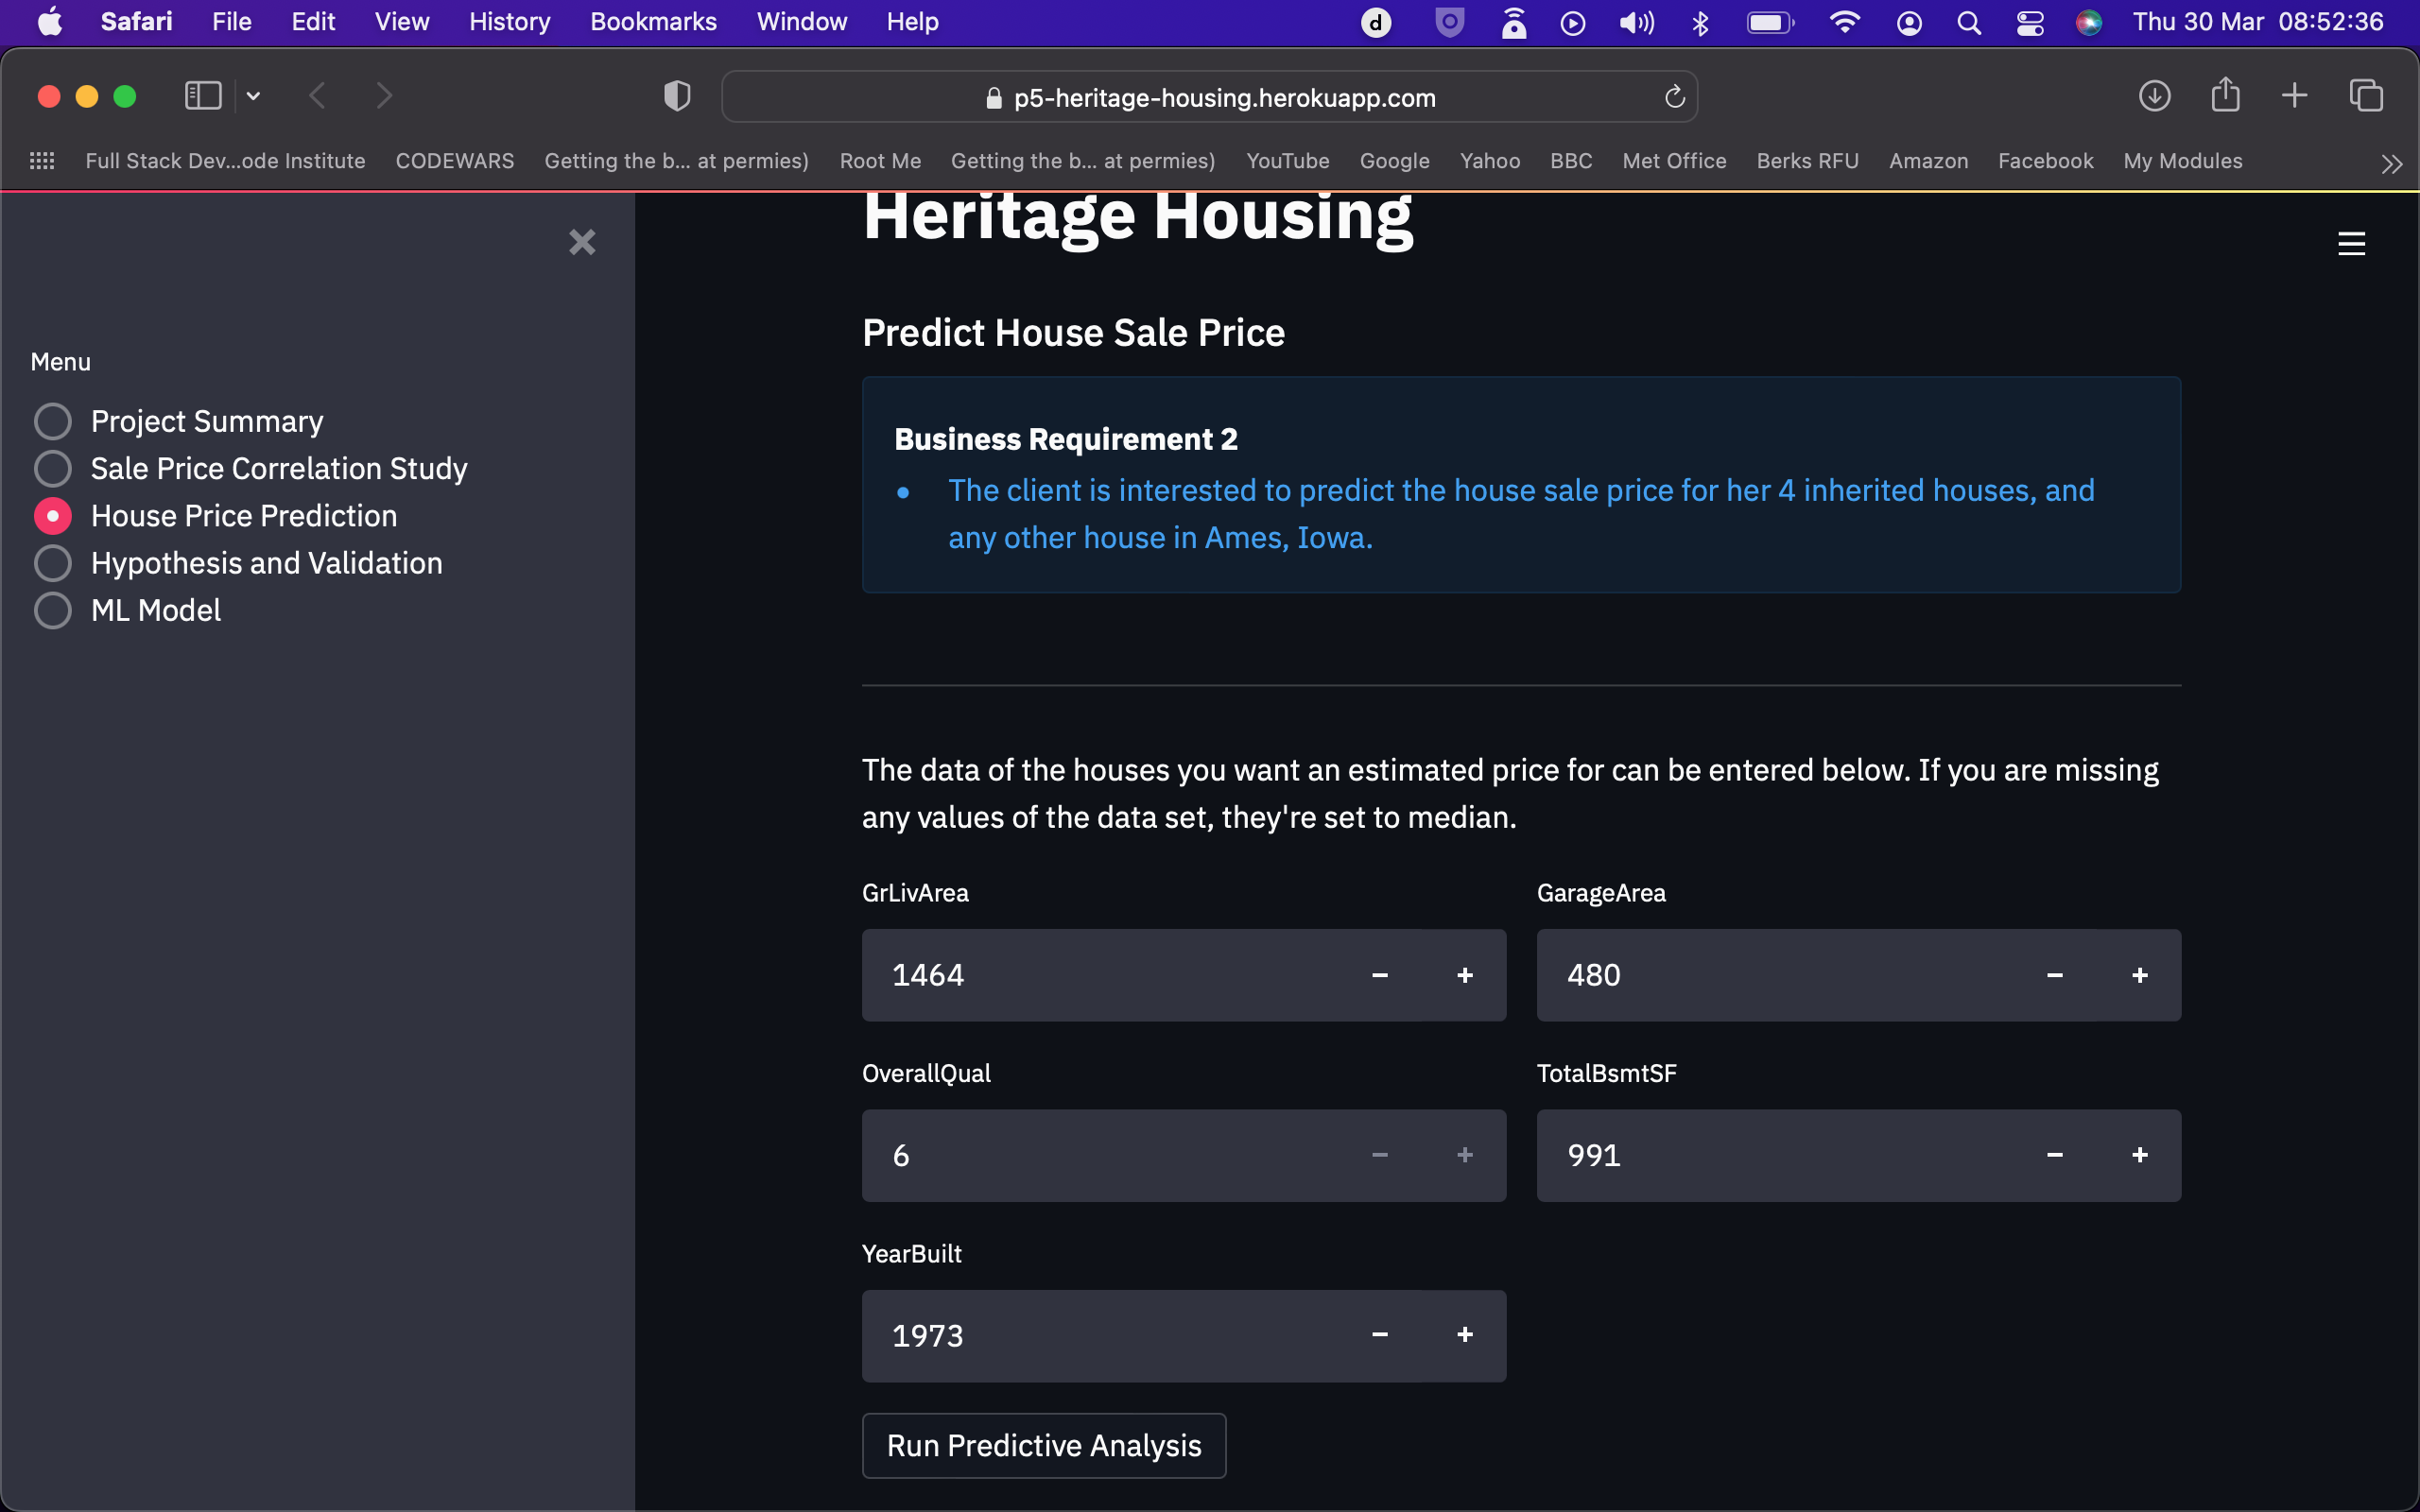 Safari File Edit View History Bookmarks Window Help d Thu 30 Mar 08:52:36
p5-heritage-housing.herokuapp.com
Full Stack Dev...ode Institute CODEWARS Getting the b... at permies) Root Me Getting the b... at permies) YouTube Google Yahoo BBC Met Office Berks RFU Amazon Facebook My Modules
Heritage Housing
Menu
Project Summary
Sale Price Correlation Study
House Price Prediction
Hypothesis and Validation
ML Model
Predict House Sale Price
Business Requirement 2
• The client is interested to predict the house sale price for her 4 inherited houses, and
any other house in Ames, Iowa.
The data of the houses you want an estimated price for can be entered below. If you are missing
any values of the data set, they're set to median.
GrLivArea GarageArea
1464 − + 480 − +
OverallQual TotalBsmtSF
6 − + 991 − +
YearBuilt
1973 − +
Run Predictive Analysis